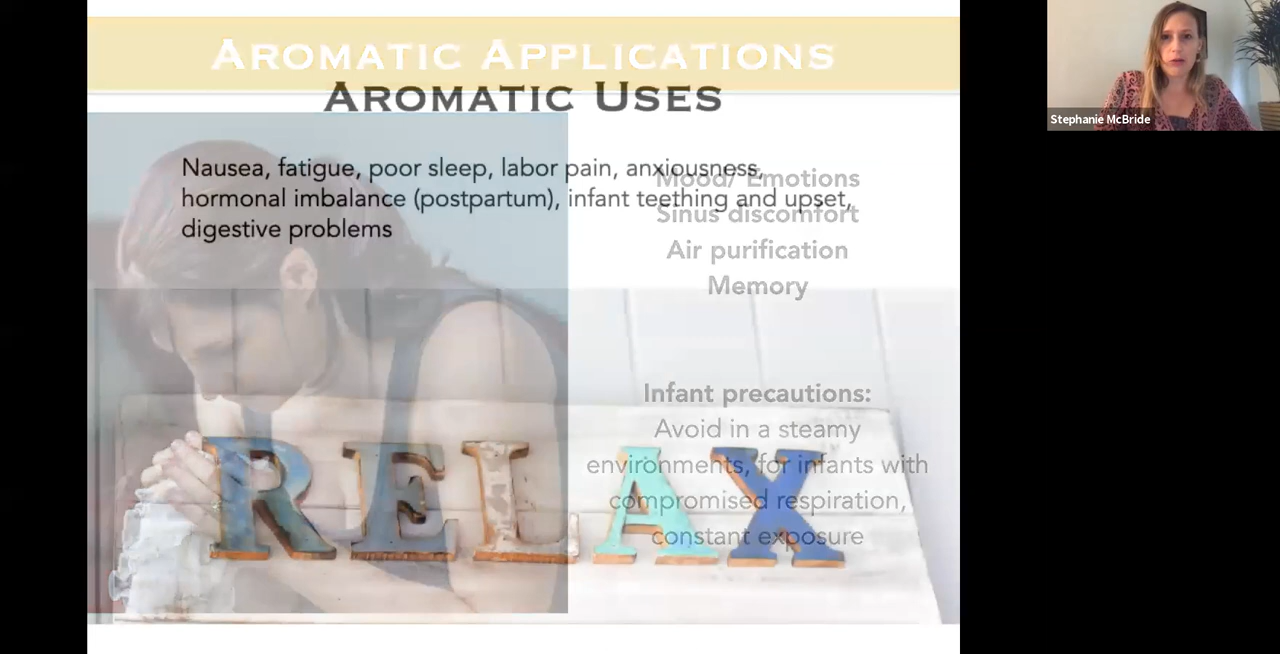 AROMATIC APPLICATIONS
AROMATIC USES
Nausea, fatigue, poor sleep, labor pain, anxiousness,
hormonal imbalance (postpartum), infant teething and upset,
digestive problems
Mood/ Emotions
Sinus discomfort
Air purification
Memory
Infant precautions:
Avoid in a steamy
environments, for infants with
compromised respiration,
constant exposure
RELAX
Stephanie McBride